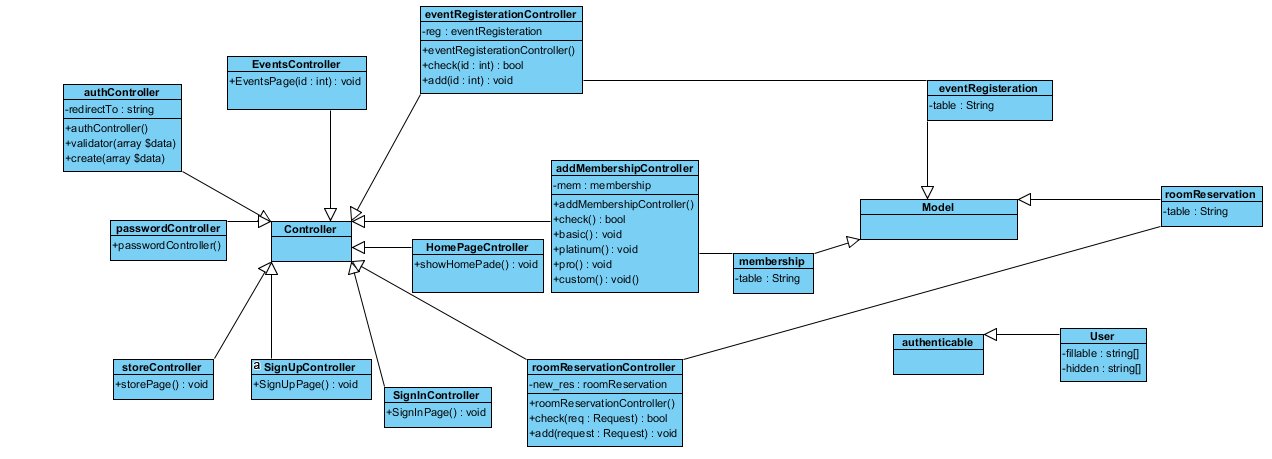 eventRegisterationController
-reg : eventRegisteration
+eventRegisterationController()
+check(id : int) : bool
+add(id : int) : void
EventsController
+EventsPage(id : int) : void
authController
-redirectTo : string
+authController()
+validator(array $data)
+create(array $data)
eventRegisteration
-table : String
addMembershipController
-mem : membership
+addMembershipController()
+check() : bool
+basic() : void
+platinum() : void
+pro() : void
+custom() : void()
roomReservation
-table : String
Model
passwordController
+passwordController()
Controller
HomePageCntroller
+showHomePade() : void
membership
-table : String
authenticable
User
-fillable : string[]
-hidden : string[]
storeController
+storePage() : void
a SignUpController
+SignUpPage() : void
SignInController
+SignInPage() : void
roomReservationController
-new_res : roomReservation
+roomReservationController()
+check(req : Request) : bool
+add(request : Request) : void